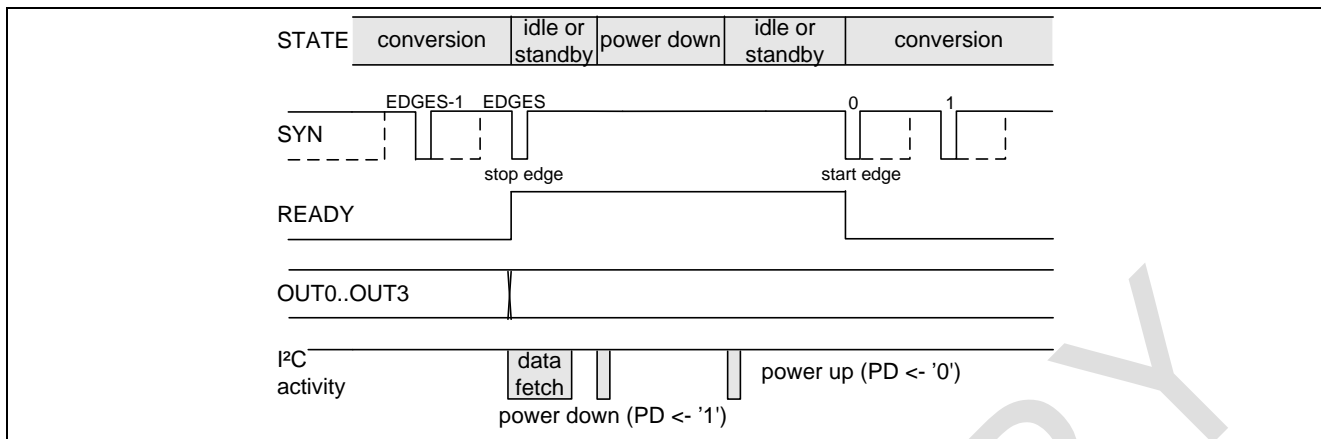 STATE conversion idle or standby power down idle or standby conversion
EDGES-1 EDGES 0 1
SYN
stop edge start edge
READY
OUT0..OUT3
I²C activity data fetch power up (PD <- '0')
power down (PD <- '1')